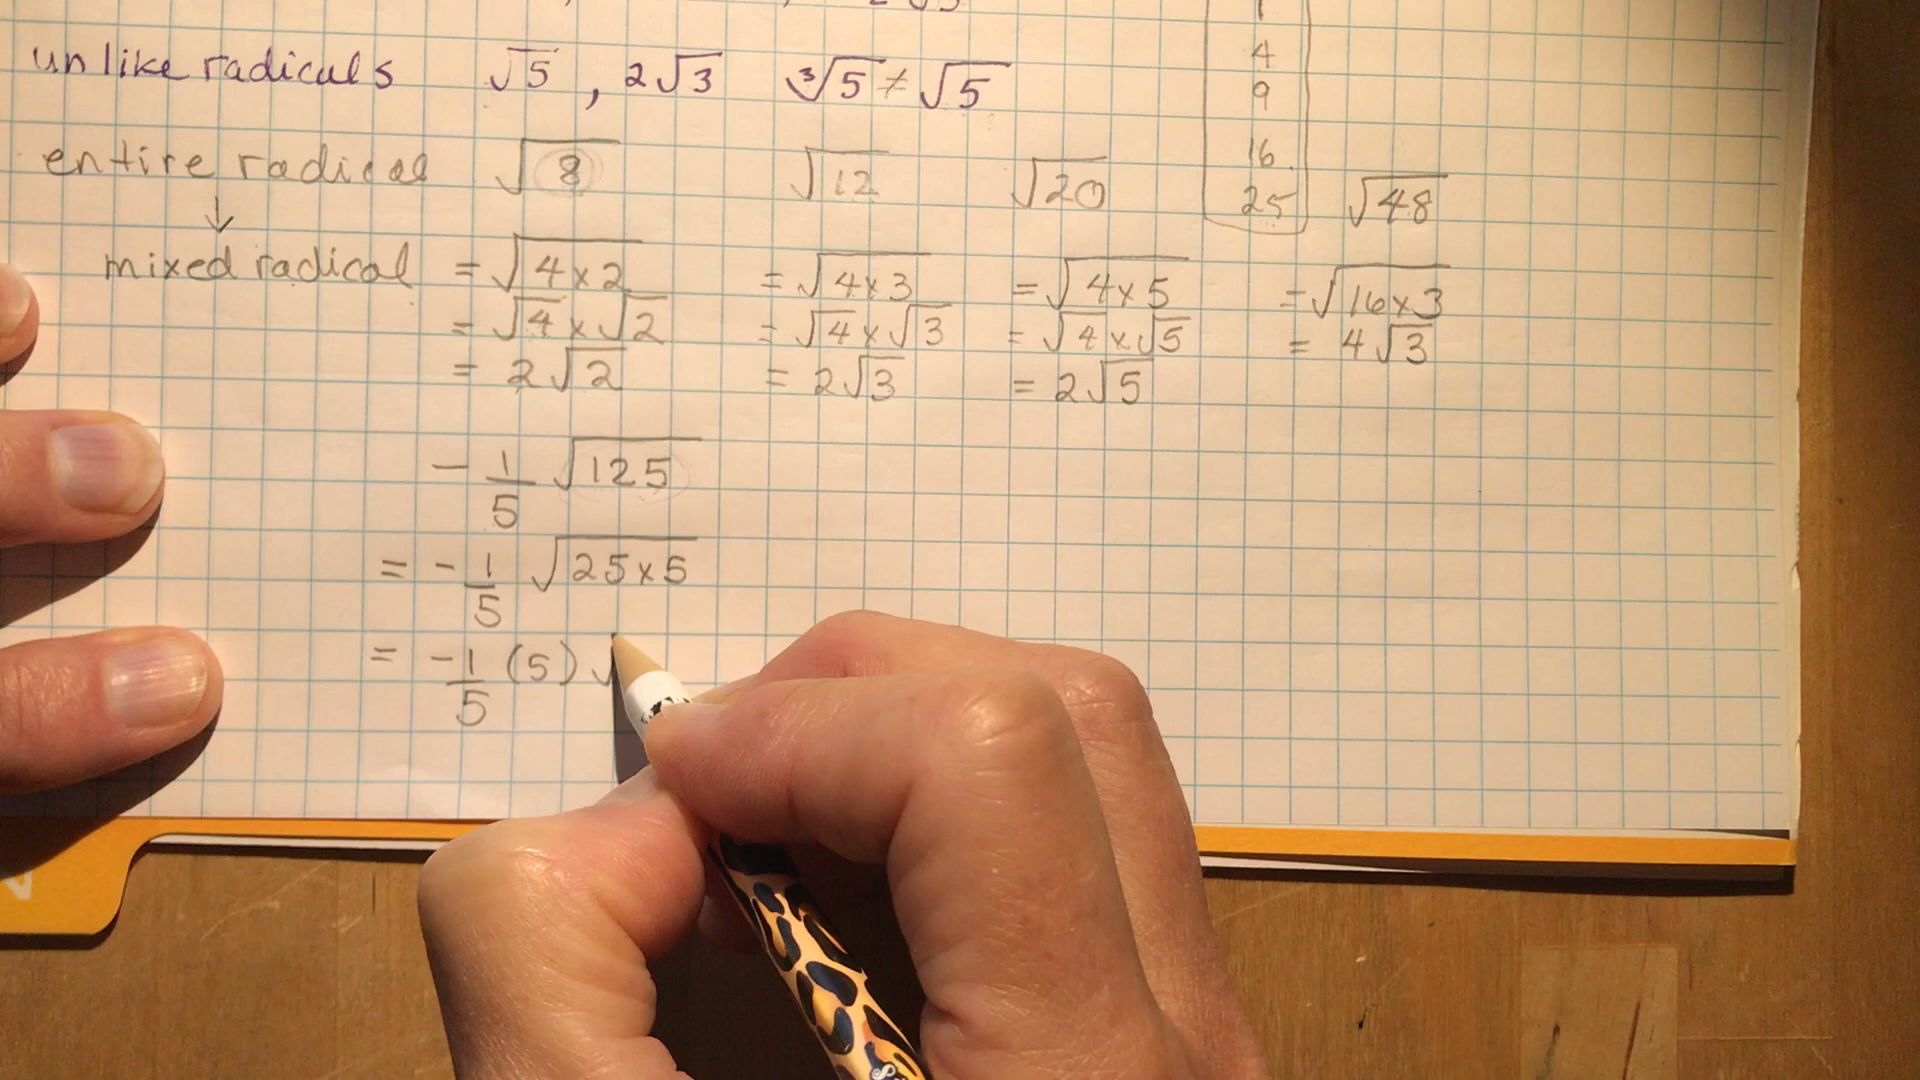 unlike radicals √5 , 2√3 ∛5 ≠ √5
1
4
9
16
25
entire radical √8 √12 √20 √48
↓
mixed radical = √4×2 = √4×3 = √4×5 = √16×3
= √4 × √2 = √4 × √3 = √4 × √5 = 4√3
= 2√2 = 2√3 = 2√5
- 1/5 √125
= - 1/5 √25×5
= -1/5 (5) √